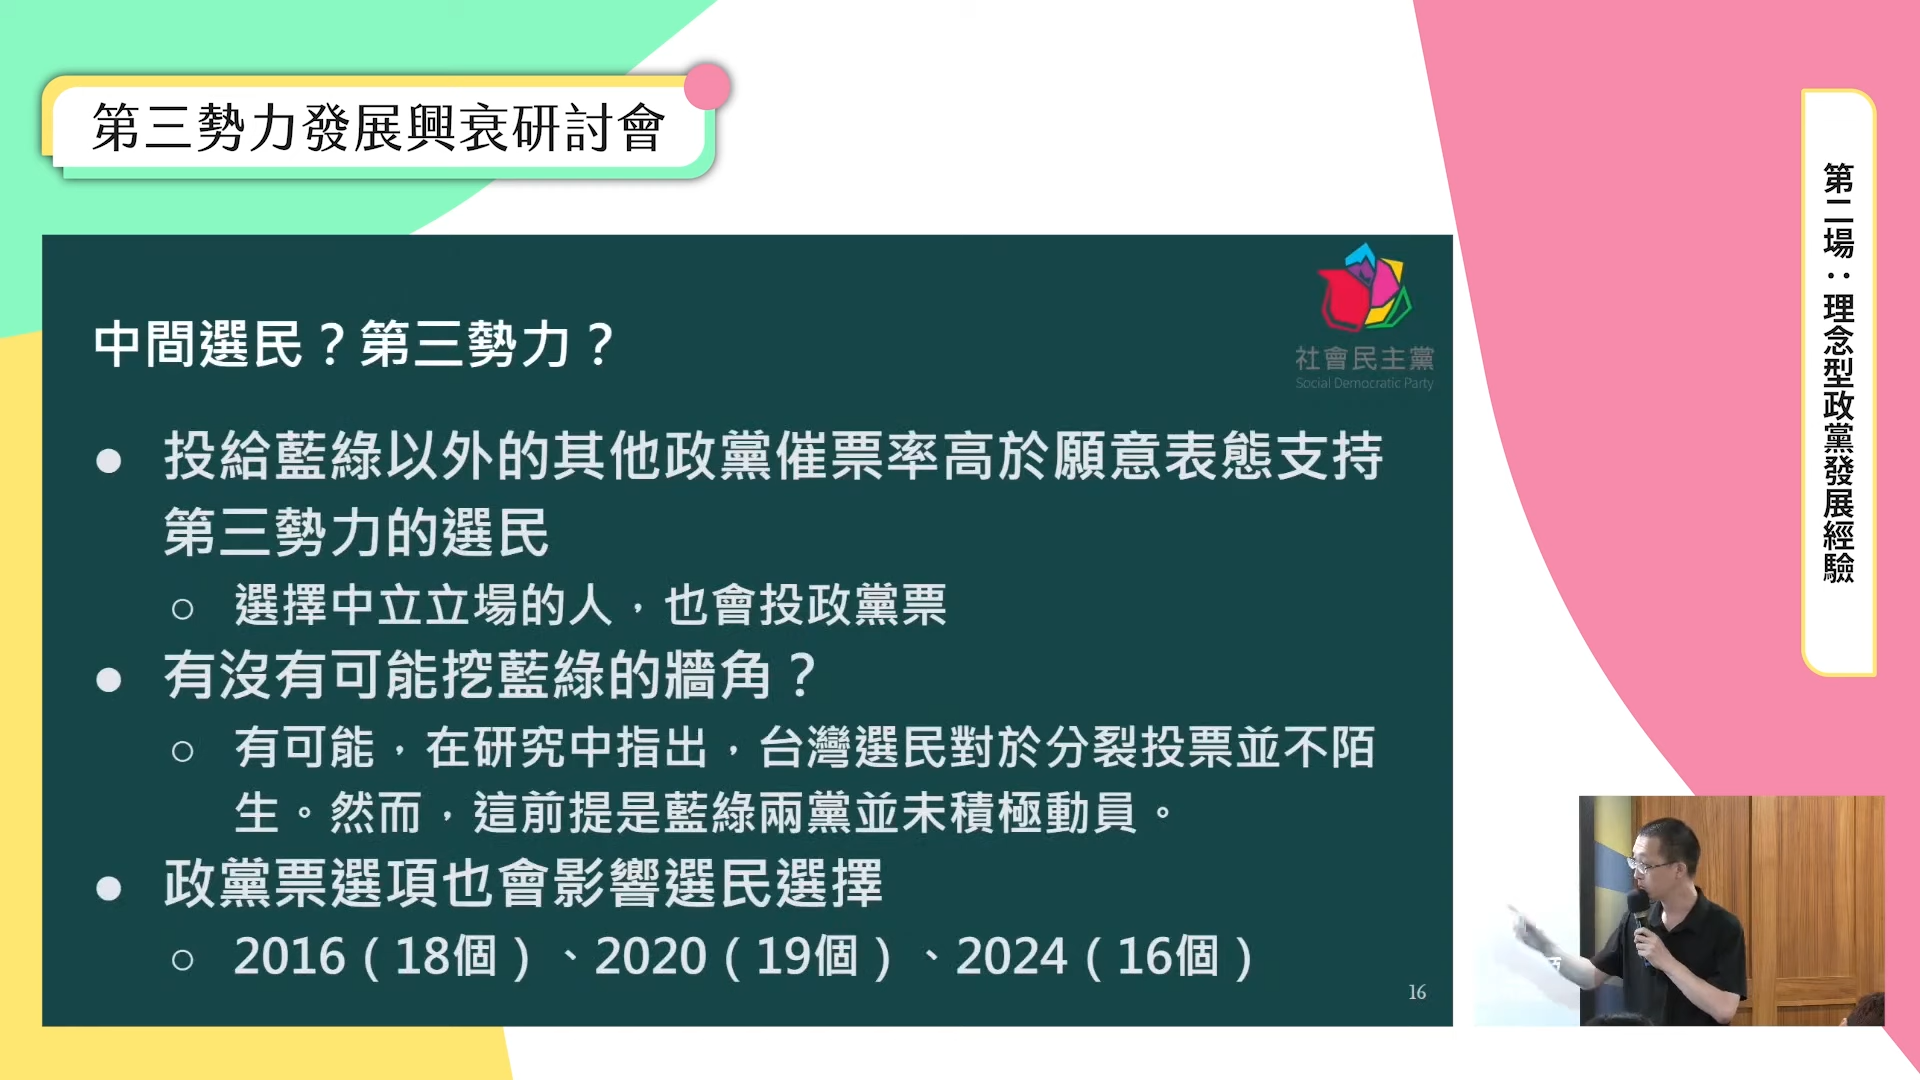 第三勢力發展興衰研討會
第二場：理念型政黨發展經驗
社會民主黨
Social Democratic Party
中間選民？第三勢力？
● 投給藍綠以外的其他政黨催票率高於願意表態支持
第三勢力的選民
○ 選擇中立立場的人，也會投政黨票
● 有沒有可能挖藍綠的牆角？
○ 有可能，在研究中指出，台灣選民對於分裂投票並不陌
生。然而，這前提是藍綠兩黨並未積極動員。
● 政黨票選項也會影響選民選擇
○ 2016（18個）、2020（19個）、2024（16個）
16